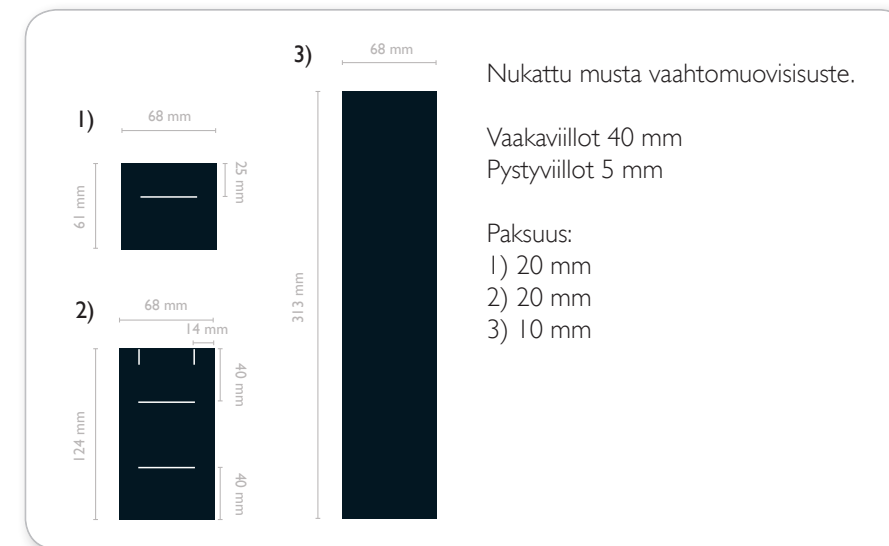 1)
68 mm
61 mm
25 mm
2)
68 mm
14 mm
124 mm
40 mm
40 mm
3)
68 mm
313 mm
Nukattu musta vaahtomuovisisuste.
Vaakaviillot 40 mm
Pystyviillot 5 mm
Paksuus:
1) 20 mm
2) 20 mm
3) 10 mm